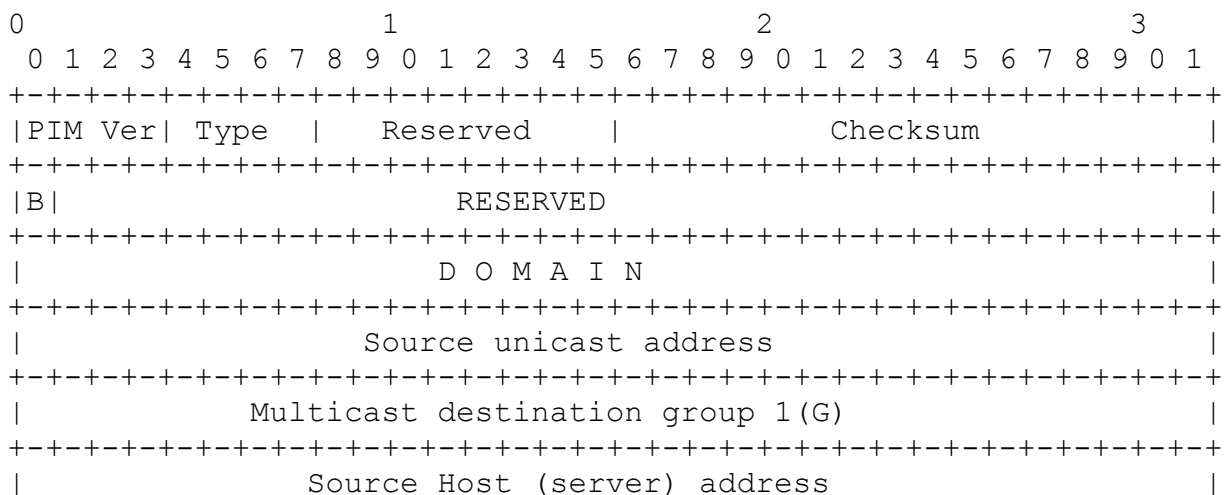 0                   1                   2                   3
 0 1 2 3 4 5 6 7 8 9 0 1 2 3 4 5 6 7 8 9 0 1 2 3 4 5 6 7 8 9 0 1
+-+-+-+-+-+-+-+-+-+-+-+-+-+-+-+-+-+-+-+-+-+-+-+-+-+-+-+-+-+-+-+-+
|PIM Ver| Type  |   Reserved    |           Checksum            |
+-+-+-+-+-+-+-+-+-+-+-+-+-+-+-+-+-+-+-+-+-+-+-+-+-+-+-+-+-+-+-+-+
|B|                     RESERVED                                |
+-+-+-+-+-+-+-+-+-+-+-+-+-+-+-+-+-+-+-+-+-+-+-+-+-+-+-+-+-+-+-+-+
|                      D O M A I N                              |
+-+-+-+-+-+-+-+-+-+-+-+-+-+-+-+-+-+-+-+-+-+-+-+-+-+-+-+-+-+-+-+-+
|                  Source unicast address                       |
+-+-+-+-+-+-+-+-+-+-+-+-+-+-+-+-+-+-+-+-+-+-+-+-+-+-+-+-+-+-+-+-+
|            Multicast destination group 1(G)                   |
+-+-+-+-+-+-+-+-+-+-+-+-+-+-+-+-+-+-+-+-+-+-+-+-+-+-+-+-+-+-+-+-+
|               Source Host (server) address                    |